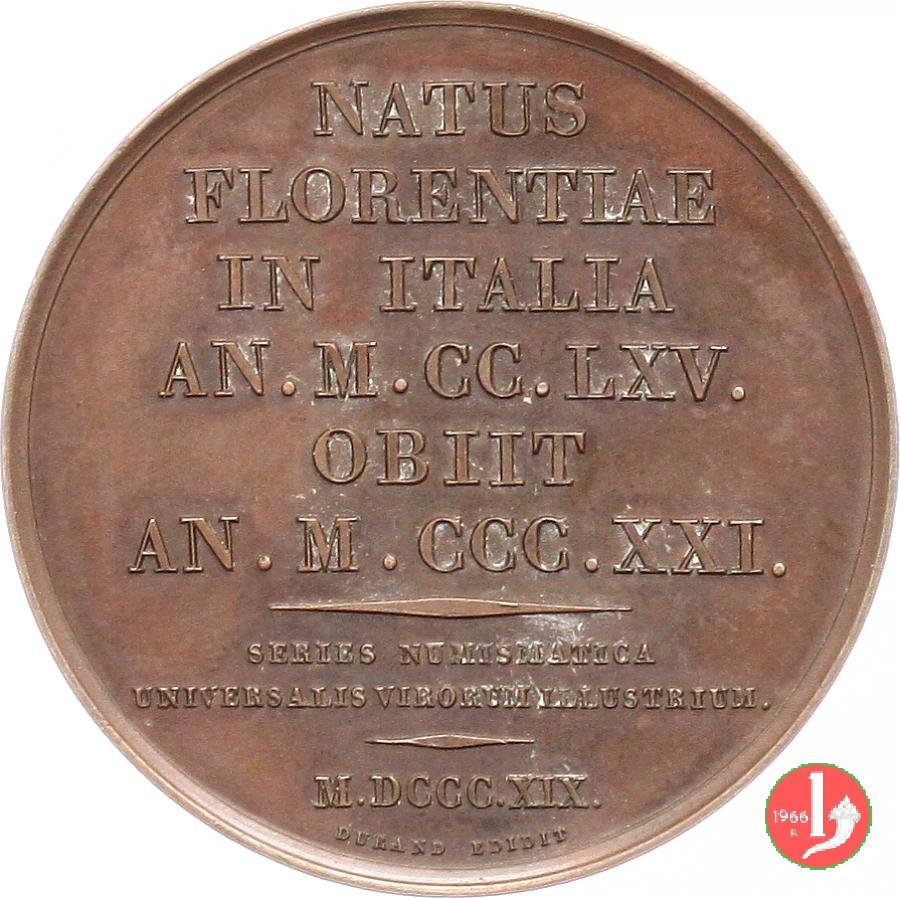 NATUS
FLORENTIAE
IN ITALIA
AN. M. CC. LXV.
OBIIT
AN. M. CCC. XXI.
SERIES NUMISMATICA
UNIVERSALIS VIRORUM ILLUSTRIUM.
M. DCCC. XIX.
DURAND EDIDIT
1966
R